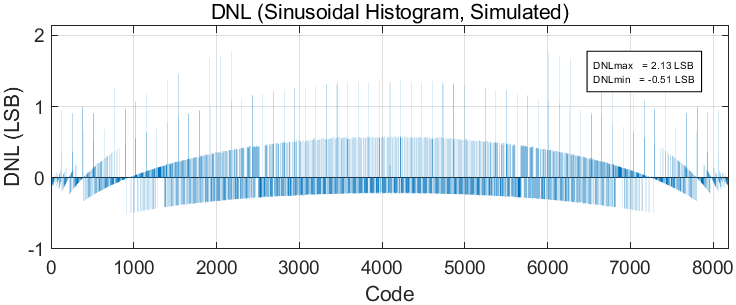 DNL (Sinusoidal Histogram, Simulated)
2
DNLmax = 2.13 LSB
DNLmin = -0.51 LSB
1
DNL (LSB)
0
-1
0 1000 2000 3000 4000 5000 6000 7000 8000
Code